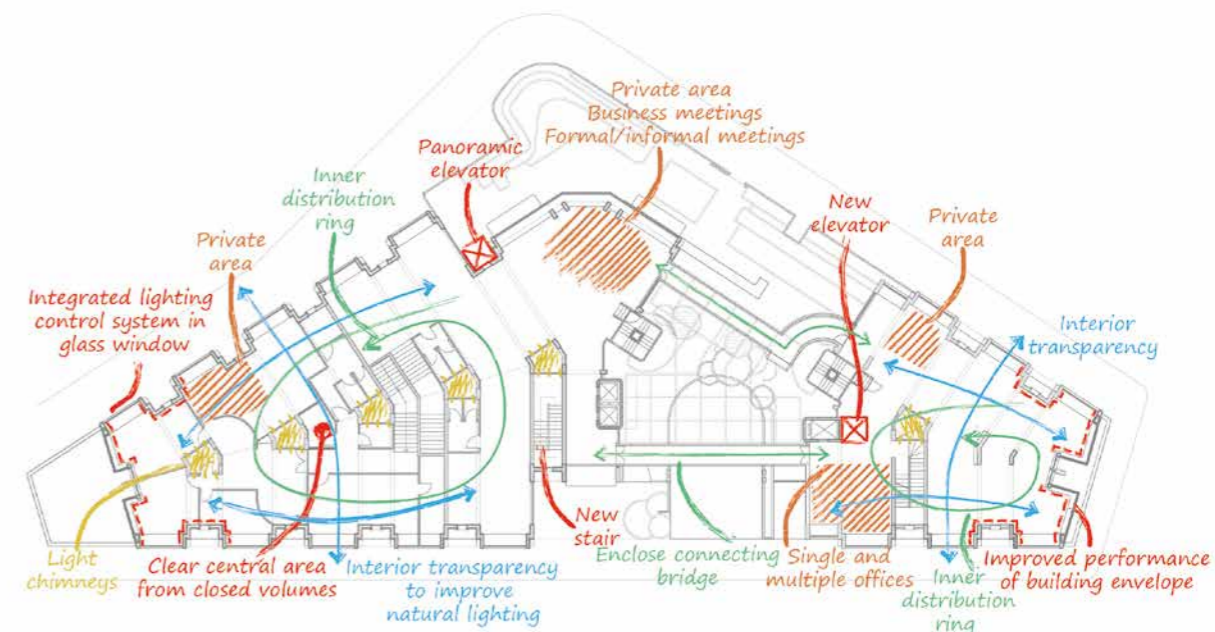 Private area
Business meetings
Formal/informal meetings
Panoramic
elevator
Inner
distribution
ring
New
elevator
Private
area
Private
area
Integrated lighting
control system in
glass window
Interior
transparency
Light
chimneys
Clear central area
from closed volumes
Interior transparency
to improve
natural lighting
New
stair
Enclose connecting
bridge
Single and
multiple offices
Inner
distribution
ring
Improved performance
of building envelope